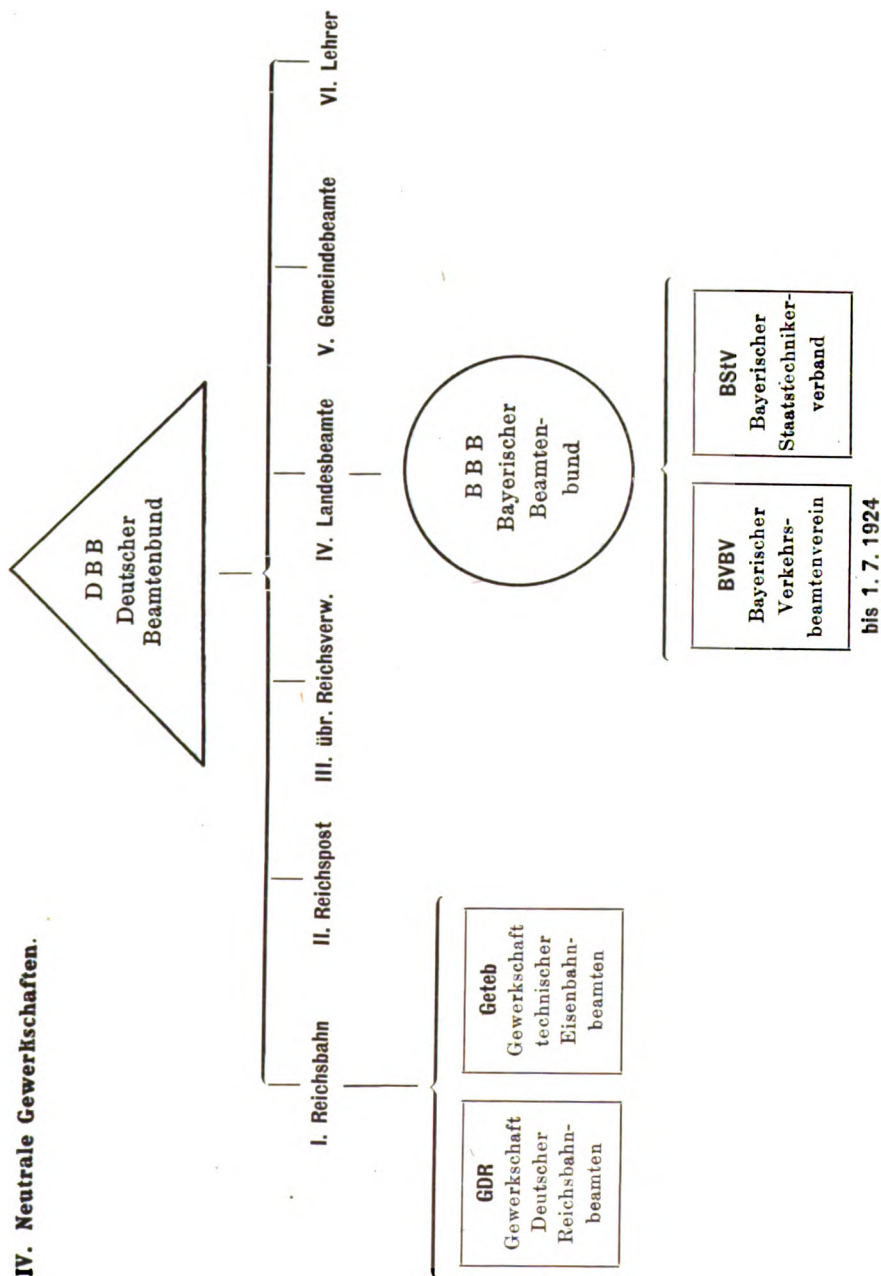 IV. Neutrale Gewerkschaften.
D B B
Deutscher
Beamtenbund
I. Reichsbahn II. Reichspost III. übr. Reichsverw. IV. Landesbeamte V. Gemeindebeamte VI. Lehrer
GDR
Gewerkschaft
Deutscher
Reichsbahn-
beamten
Geteb
Gewerkschaft
technischer
Eisenbahn-
beamten
B B B
Bayerischer
Beamten-
bund
BVBV
Bayerischer
Verkehrs-
beamtenverein
bis 1. 7. 1924
BStV
Bayerischer
Staatstechniker-
verband